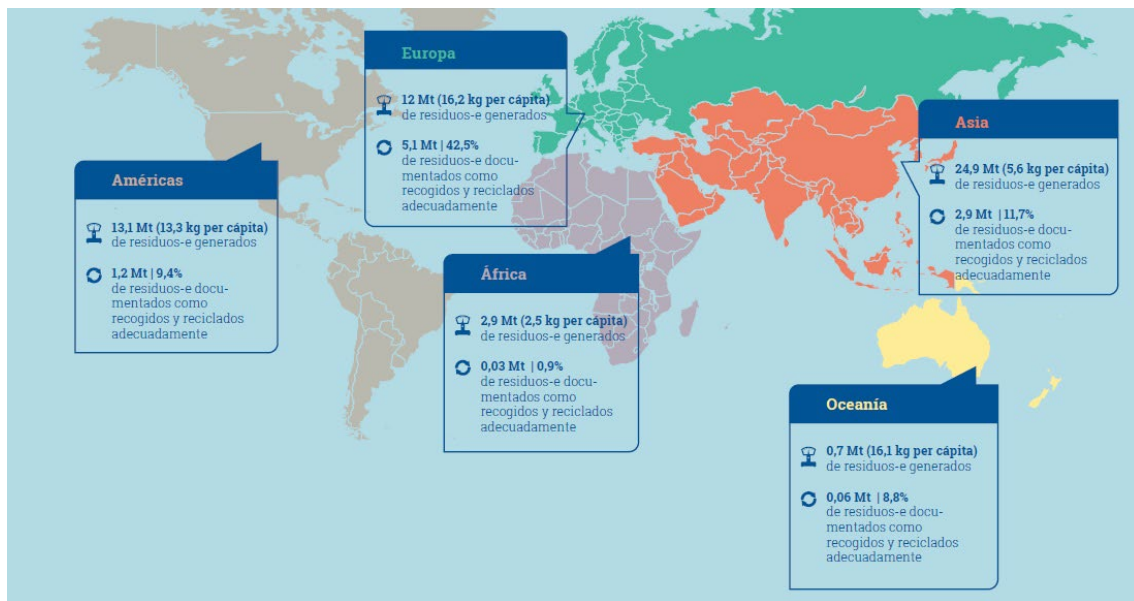 Europa
12 Mt (16,2 kg per cápita)
de residuos-e generados
5,1 Mt | 42,5%
de residuos-e docu-
mentados como
recogidos y reciclados
adecuadamente
Asia
24,9 Mt (5,6 kg per cápita)
de residuos-e generados
2,9 Mt | 11,7%
de residuos-e docu-
mentados como
recogidos y reciclados
adecuadamente
Américas
13,1 Mt (13,3 kg per cápita)
de residuos-e generados
1,2 Mt | 9,4%
de residuos-e docu-
mentados como
recogidos y reciclados
adecuadamente
África
2,9 Mt (2,5 kg per cápita)
de residuos-e generados
0,03 Mt | 0,9%
de residuos-e docu-
mentados como
recogidos y reciclados
adecuadamente
Oceanía
0,7 Mt (16,1 kg per cápita)
de residuos-e generados
0,06 Mt | 8,8%
de residuos-e docu-
mentados como
recogidos y reciclados
adecuadamente